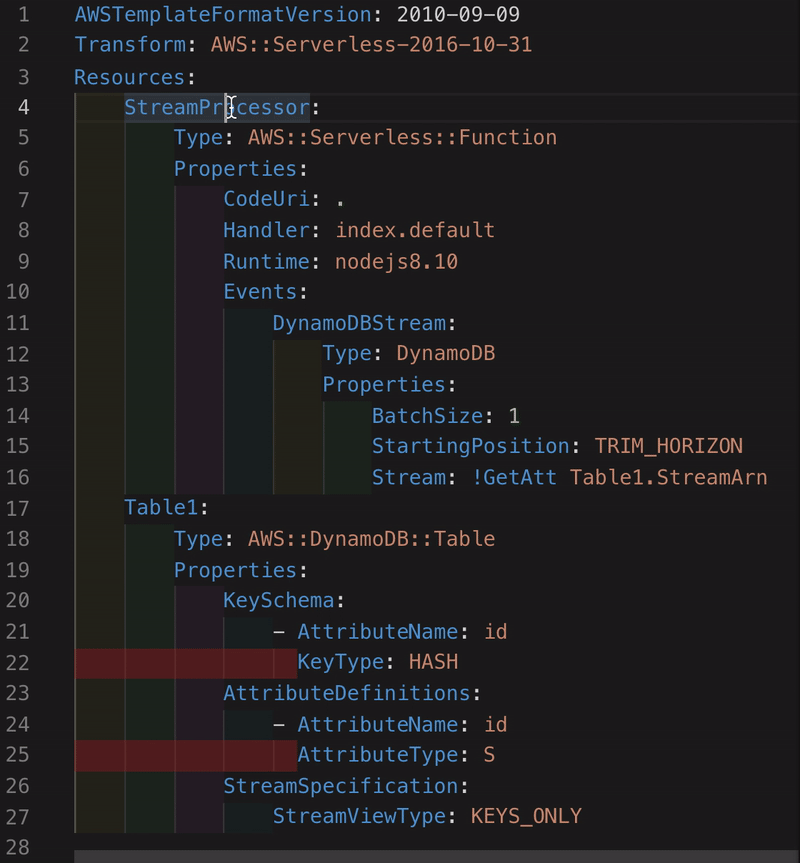 1 AWSTemplateFormatVersion: 2010-09-09
2 Transform: AWS::Serverless-2016-10-31
3 Resources:
4     StreamProcessor:
5         Type: AWS::Serverless::Function
6         Properties:
7             CodeUri: .
8             Handler: index.default
9             Runtime: nodejs8.10
10             Events:
11                 DynamoDBStream:
12                     Type: DynamoDB
13                     Properties:
14                         BatchSize: 1
15                         StartingPosition: TRIM_HORIZON
16                         Stream: !GetAtt Table1.StreamArn
17     Table1:
18         Type: AWS::DynamoDB::Table
19         Properties:
20             KeySchema:
21                 - AttributeName: id
22                   KeyType: HASH
23             AttributeDefinitions:
24                 - AttributeName: id
25                   AttributeType: S
26             StreamSpecification:
27                 StreamViewType: KEYS_ONLY
28